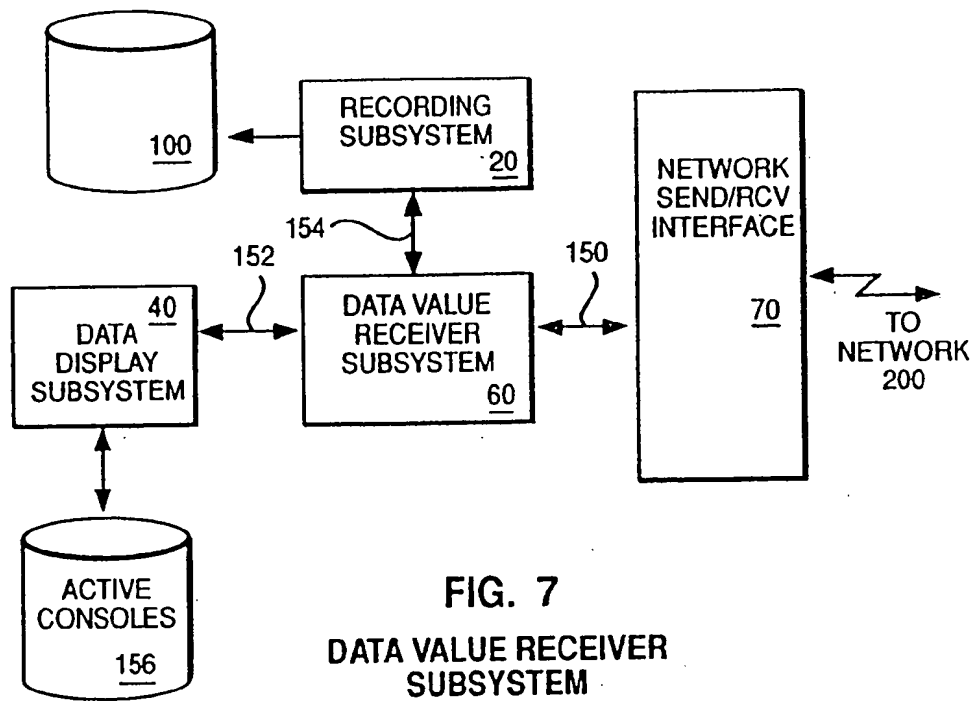 100
RECORDING
SUBSYSTEM
20
NETWORK
SEND/RCV
INTERFACE
70
154
152
150
40
DATA
DISPLAY
SUBSYSTEM
DATA VALUE
RECEIVER
SUBSYSTEM
60
TO
NETWORK
200
ACTIVE
CONSOLES
156
FIG. 7
DATA VALUE RECEIVER
SUBSYSTEM